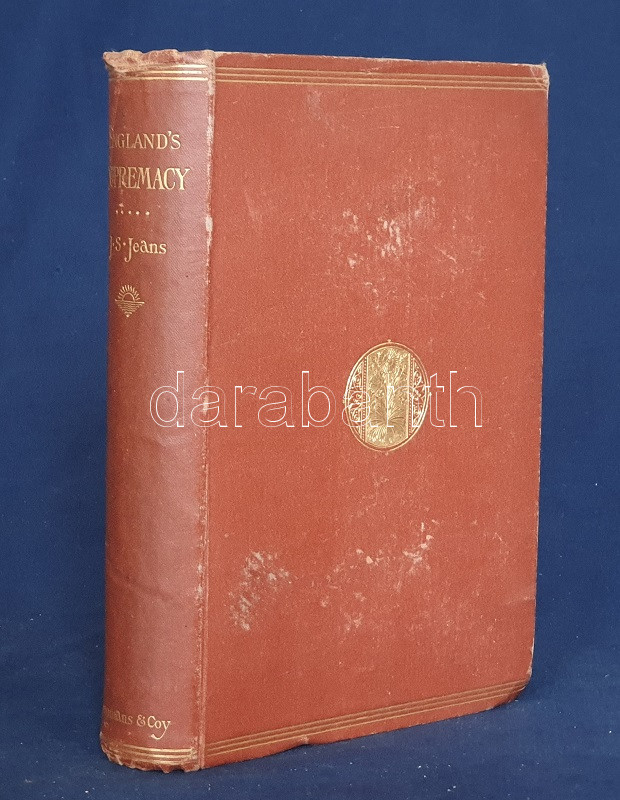 ENGLAND'S
SUPREMACY
J·S·Jeans
darabanth
& Coy